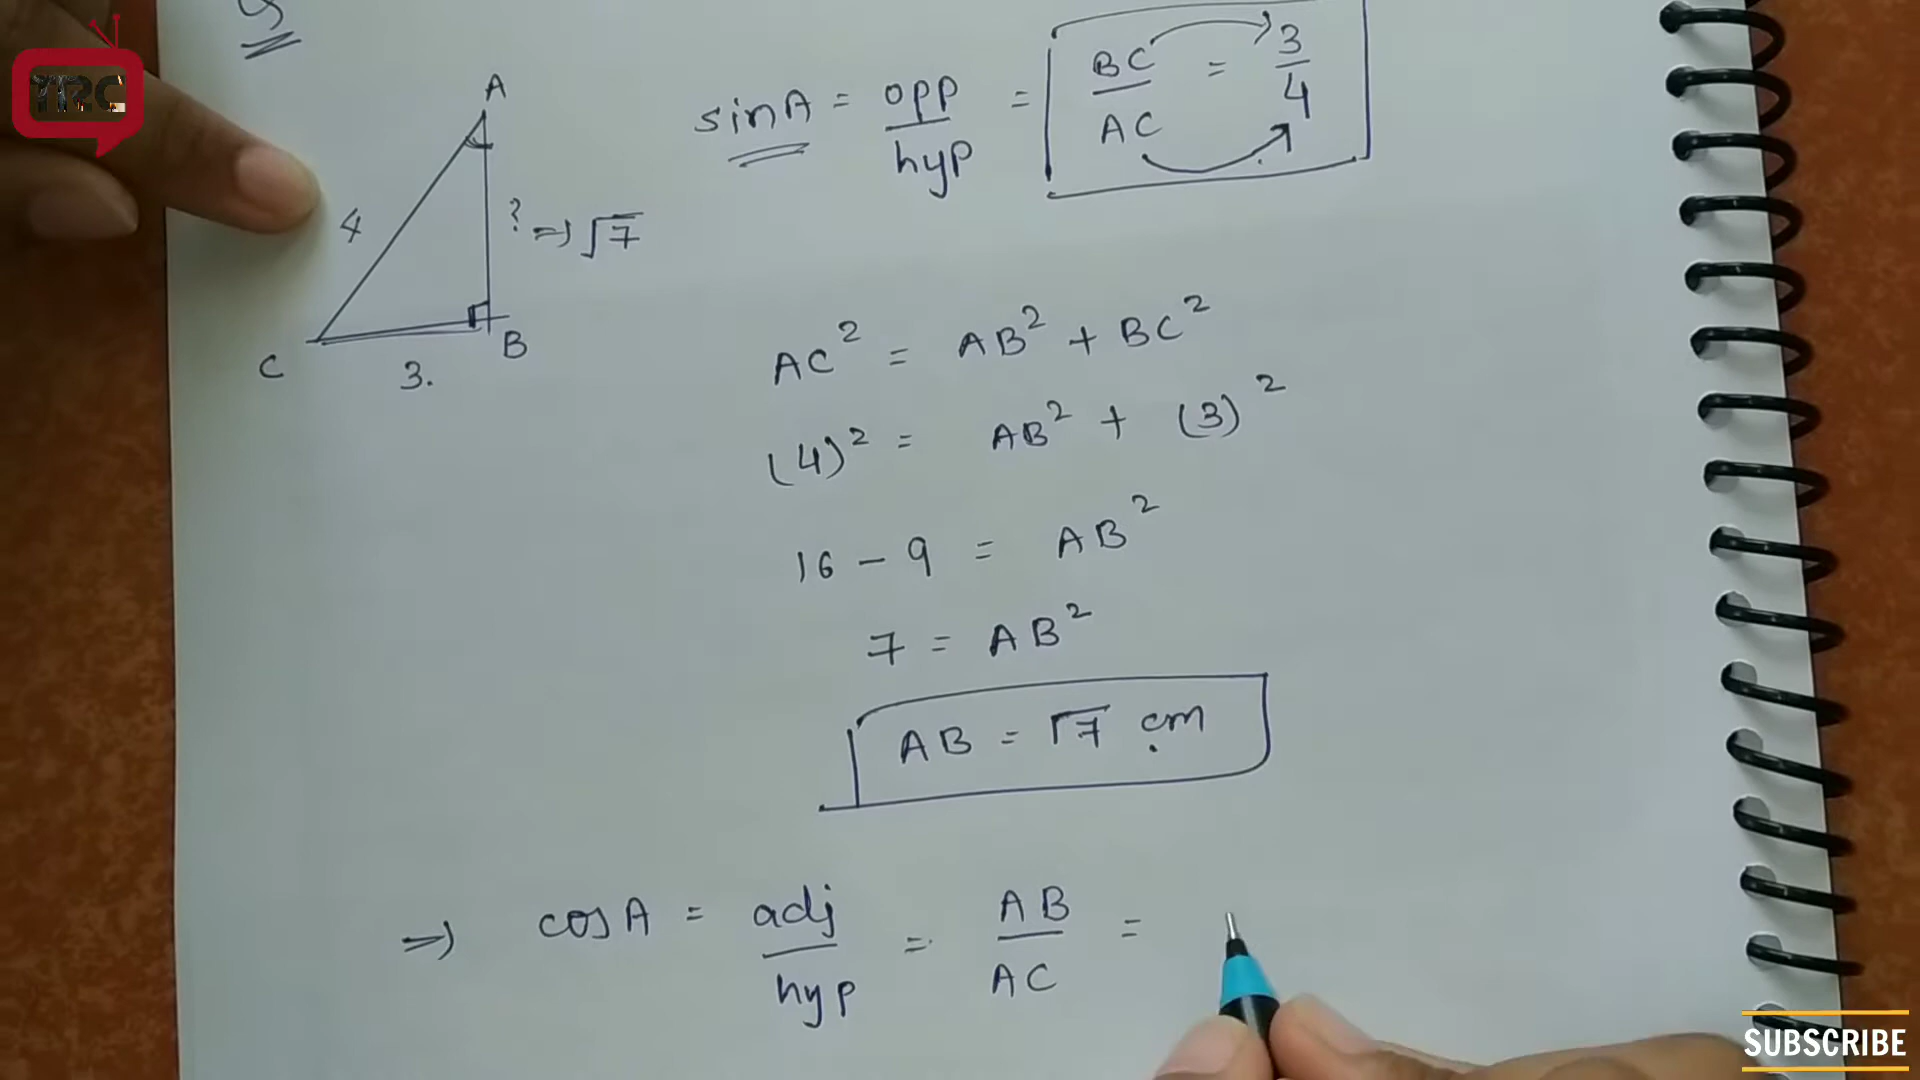 TRC
A
4
? ⇒ √7
C
3.
B
sinA = opp/hyp = BC/AC = 3/4
AC² = AB² + BC²
(4)² = AB² + (3)²
16 - 9 = AB²
7 = AB²
AB = √7 cm
⇒ cosA = adj/hyp = AB/AC =
SUBSCRIBE